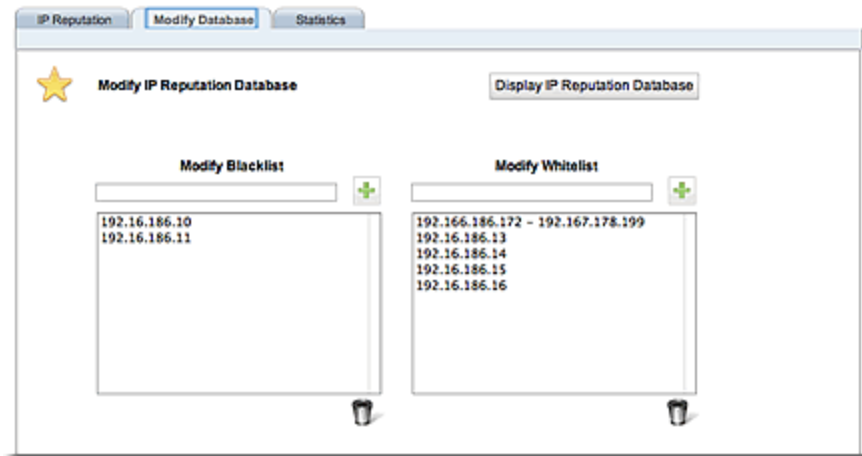 IP Reputation Modify Database Statistics
Modify IP Reputation Database Display IP Reputation Database
Modify Blacklist Modify Whitelist
192.16.186.10 192.166.186.172 – 192.167.178.199
192.16.186.11 192.16.186.13
192.16.186.14
192.16.186.15
192.16.186.16